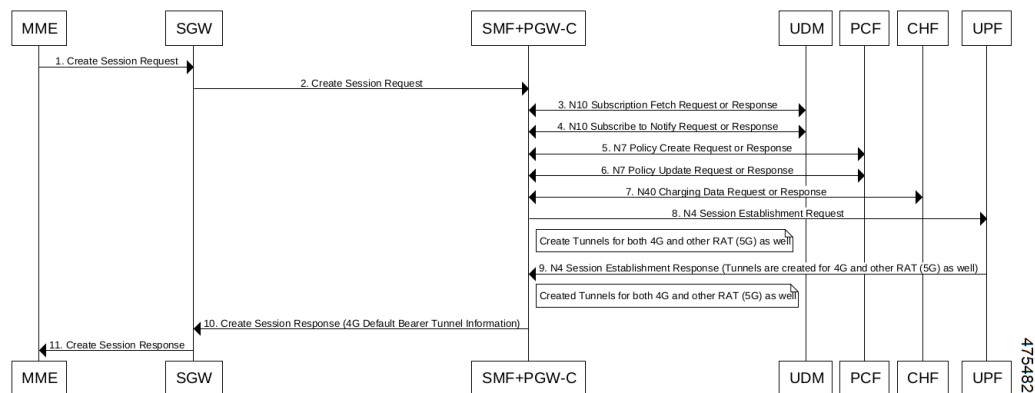 MME SGW SMF+PGW-C UDM PCF CHF UPF
1. Create Session Request
2. Create Session Request
3. N10 Subscription Fetch Request or Response
4. N10 Subscribe to Notify Request or Response
5. N7 Policy Create Request or Response
6. N7 Policy Update Request or Response
7. N40 Charging Data Request or Response
8. N4 Session Establishment Request
Create Tunnels for both 4G and other RAT (5G) as well
9. N4 Session Establishment Response (Tunnels are created for 4G and other RAT (5G) as well)
Created Tunnels for both 4G and other RAT (5G) as well
10. Create Session Response (4G Default Bearer Tunnel Information)
11. Create Session Response
MME SGW SMF+PGW-C UDM PCF CHF UPF
475482